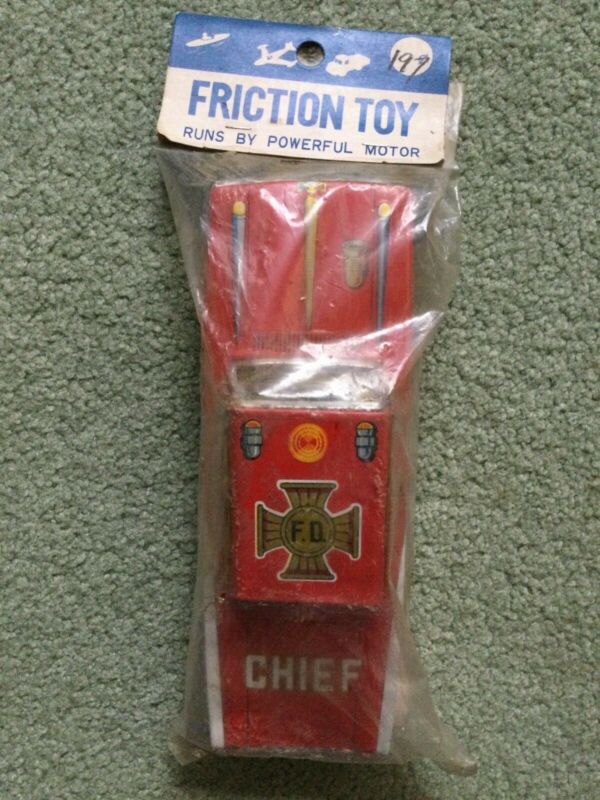 197
FRICTION TOY
RUNS BY POWERFUL MOTOR
F.D.
CHIEF